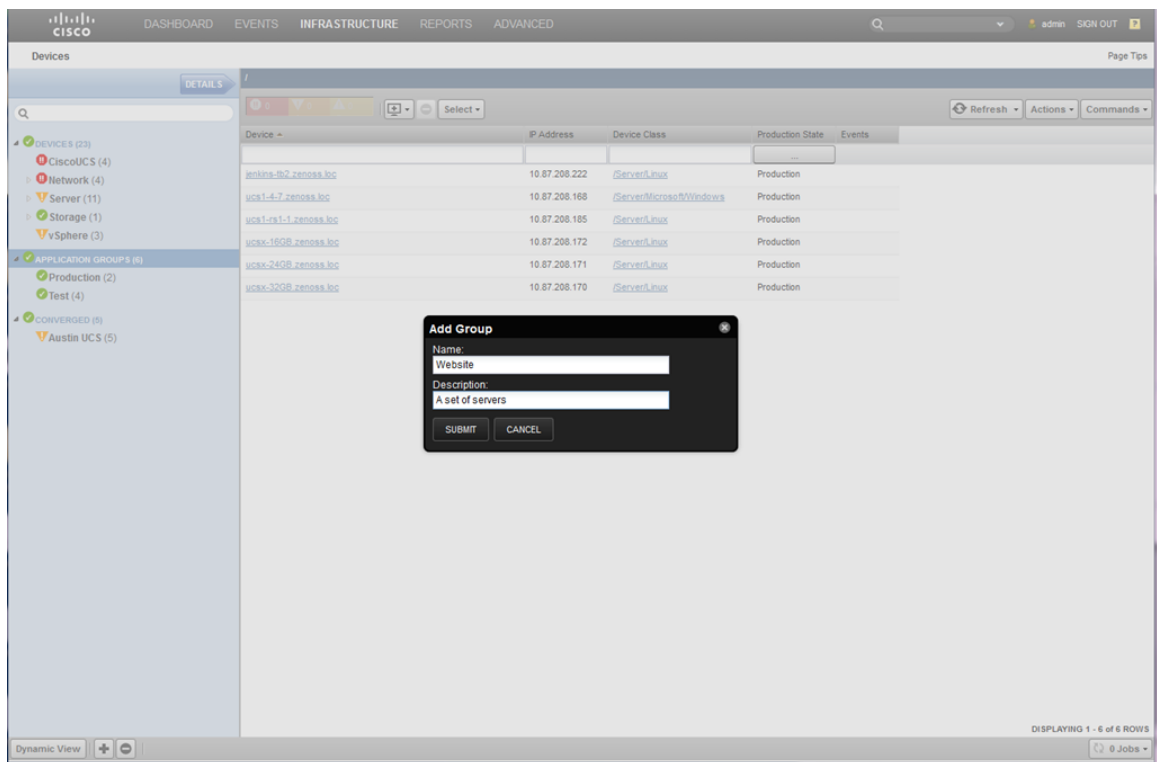 CISCO DASHBOARD EVENTS INFRASTRUCTURE REPORTS ADVANCED admin SIGN OUT ?
Devices Page Tips
DETAILS /
Select
Refresh Actions Commands
Device IP Address Device Class Production State Events
...
DEVICES (23)
CiscoUCS (4)
Network (4)
Server (11)
Storage (1)
vSphere (3)
APPLICATION GROUPS (6)
Production (2)
Test (4)
CONVERGED (5)
Austin UCS (5)
jenkins-tb2.zenoss.loc 10.87.208.222 /Server/Linux Production
ucs1-4-7.zenoss.loc 10.87.208.168 /Server/Microsoft/Windows Production
ucs1-rs1-1.zenoss.loc 10.87.208.185 /Server/Linux Production
ucsx-16GB.zenoss.loc 10.87.208.172 /Server/Linux Production
ucsx-24GB.zenoss.loc 10.87.208.171 /Server/Linux Production
ucsx-32GB.zenoss.loc 10.87.208.170 /Server/Linux Production
Add Group
Name:
Website
Description:
A set of servers
SUBMIT CANCEL
DISPLAYING 1 - 6 of 6 ROWS
Dynamic View 0 Jobs